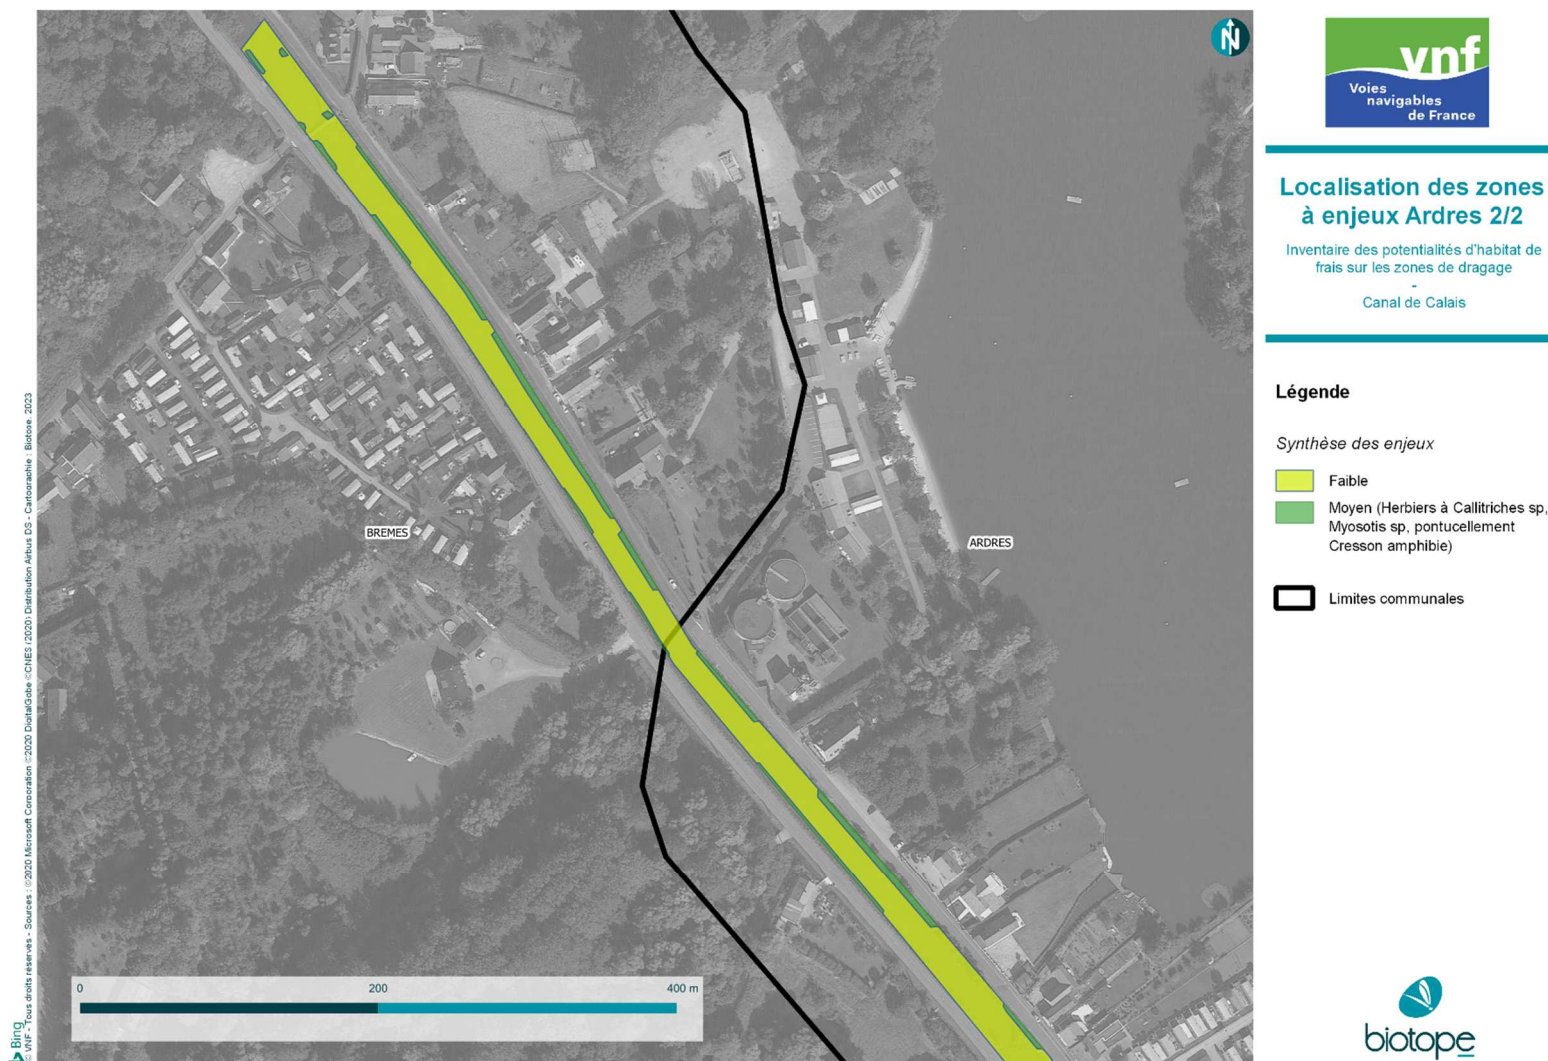 vnf
Voies
navigables
de France
Localisation des zones
à enjeux Ardres 2/2
Inventaire des potentialités d'habitat de
frais sur les zones de dragage
-
Canal de Calais
Légende
Synthèse des enjeux
Faible
Moyen (Herbiers à Callitriches sp,
Myosotis sp, pontucellement
Cresson amphibie)
Limites communales
N
BREMES
ARDRES
0
200
400 m
Bing
© VNF - Tous droits réservés - Sources : ©2020 Microsoft Corporation ©2020 DigitalGlobe ©CNES (2020) Distribution Airbus DS - Cartographie : Biotope, 2023
biotope